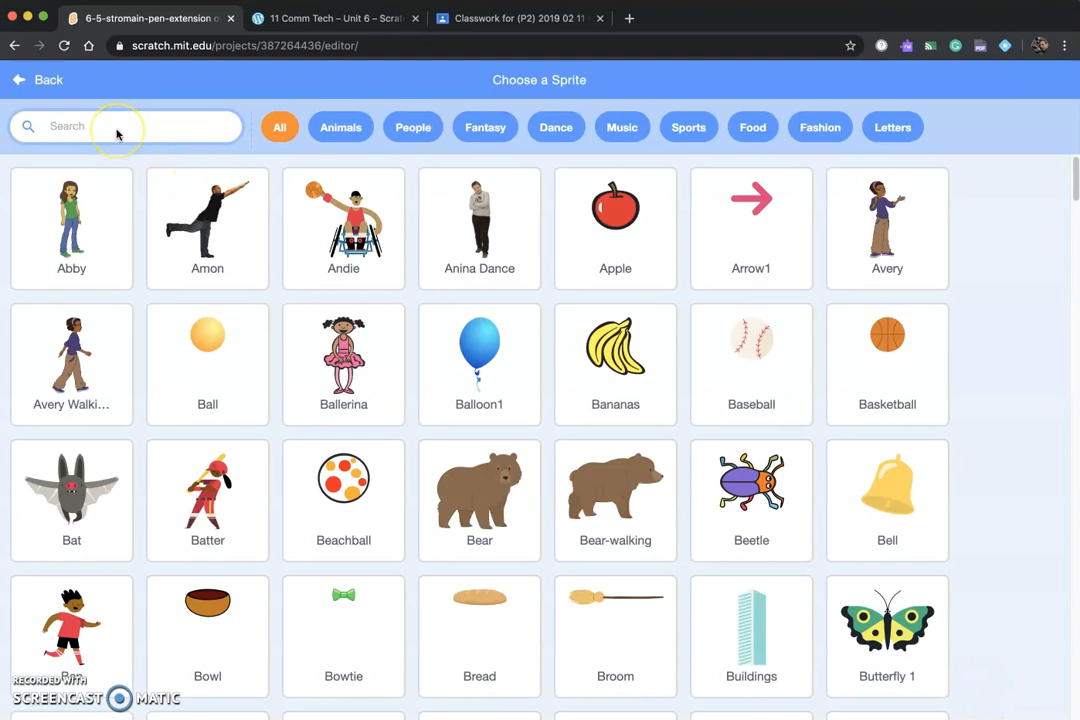 6-5-stromain-pen-extension o
11 Comm Tech – Unit 6 – Scrat
Classwork for (P2) 2019 02 11
scratch.mit.edu/projects/387264436/editor/
Back
Choose a Sprite
Search
All
Animals
People
Fantasy
Dance
Music
Sports
Food
Fashion
Letters
Abby
Amon
Andie
Anina Dance
Apple
Arrow1
Avery
Avery Walki...
Ball
Ballerina
Balloon1
Bananas
Baseball
Basketball
Bat
Batter
Beachball
Bear
Bear-walking
Beetle
Bell
Bowl
Bowtie
Bread
Broom
Buildings
Butterfly 1
RECORDED WITH
SCREENCAST MATIC